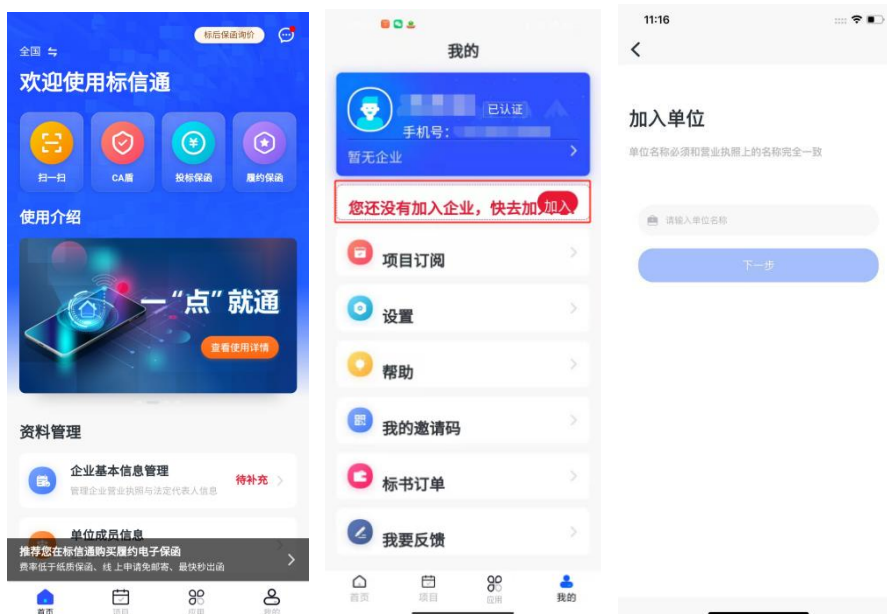 标后保函询价
全国
欢迎使用标信通
扫一扫
CA盾
投标保函
履约保函
使用介绍
一“点”就通
查看使用详情
资料管理
企业基本信息管理
管理企业营业执照与法定代表人信息
待补充
单位成员信息
推荐您在标信通购买履约电子保函
费率低于纸质保函、线 上申请免邮寄、最快秒出函
首页
项目
应用
我的
我的
已认证
手机号：
暂无企业
您还没有加入企业，快去加
加入
项目订阅
设置
帮助
我的邀请码
标书订单
我要反馈
首页
项目
应用
我的
11:16
加入单位
单位名称必须和营业执照上的名称完全一致
请输入单位名称
下一步